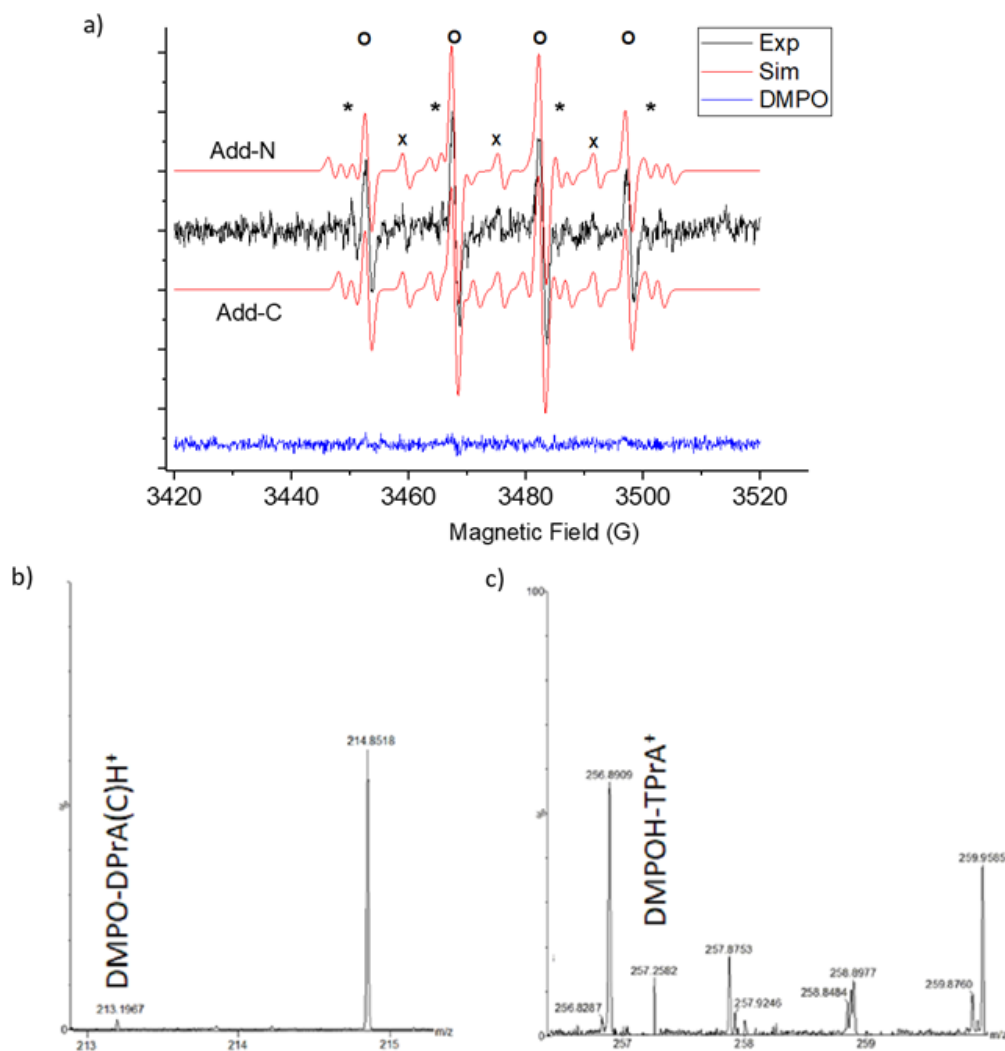 a)
o o o o
Exp
Sim
DMPO
* * * *
x x x
Add-N
Add-C
3420 3440 3460 3480 3500 3520
Magnetic Field (G)
b)
DMPO-DPrA(C)H⁺
%
214.8518
213.1967
0
213 214 215 m/z
c)
DMPOH-TPrA⁺
100
%
256.8909
259.9585
257.8753
257.2582
258.8977
258.8484
259.8760
256.8287
257.9246
0
257 258 259 m/z